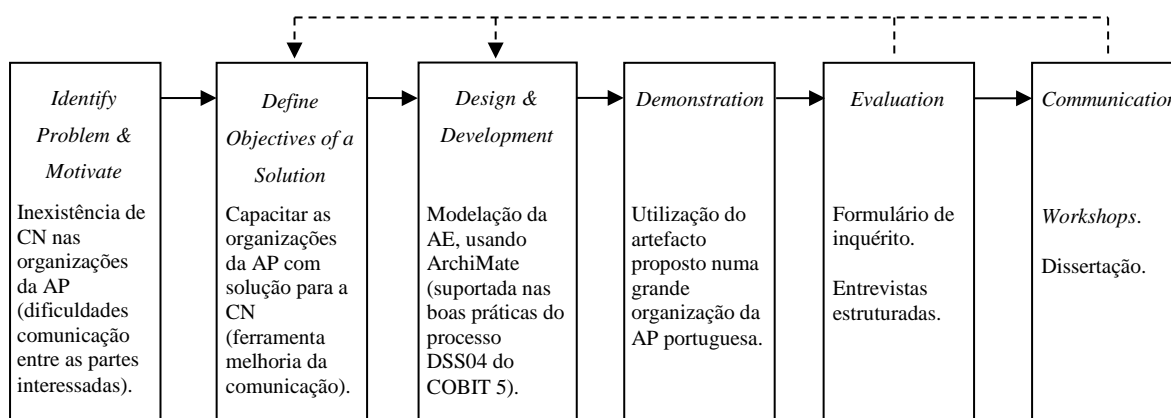 Identify
Problem &
Motivate
Inexistência de
CN nas
organizações
da AP
(dificuldades
comunicação
entre as partes
interessadas).
Define
Objectives of a
Solution
Capacitar as
organizações
da AP com
solução para a
CN
(ferramenta
melhoria da
comunicação).
Design &
Development
Modelação da
AE, usando
ArchiMate
(suportada nas
boas práticas do
processo
DSS04 do
COBIT 5).
Demonstration
Utilização do
artefacto
proposto numa
grande
organização da
AP portuguesa.
Evaluation
Formulário de
inquérito.
Entrevistas
estruturadas.
Communication
Workshops.
Dissertação.